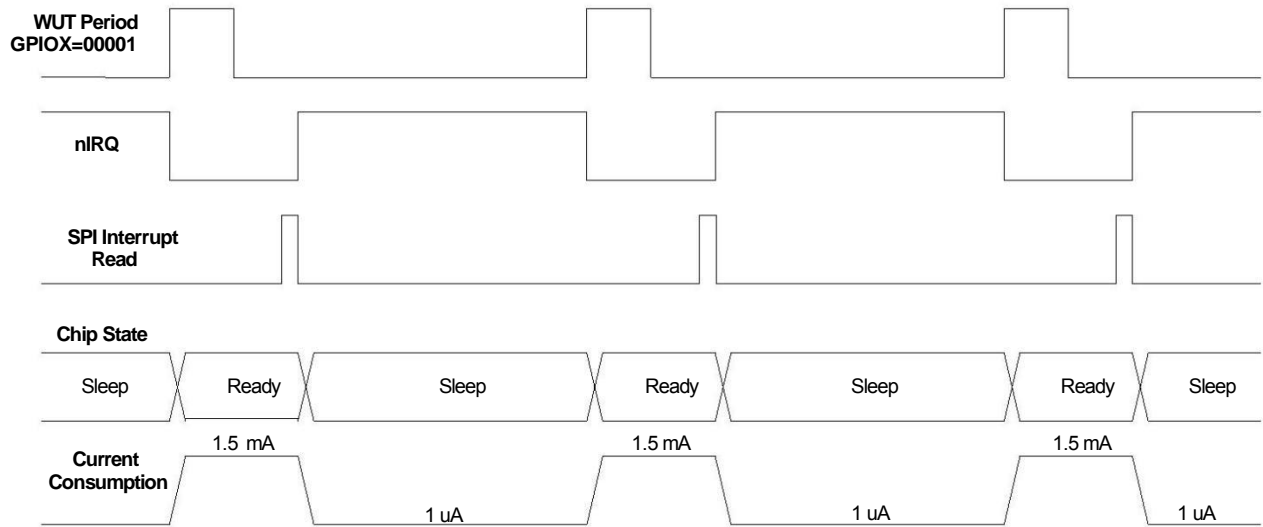 WUT Period
GPIOX=00001
nIRQ
SPI Interrupt
Read
Chip State
Sleep Ready Sleep Ready Sleep Ready Sleep
1.5 mA 1.5 mA 1.5 mA
Current
Consumption
1 uA 1 uA 1 uA